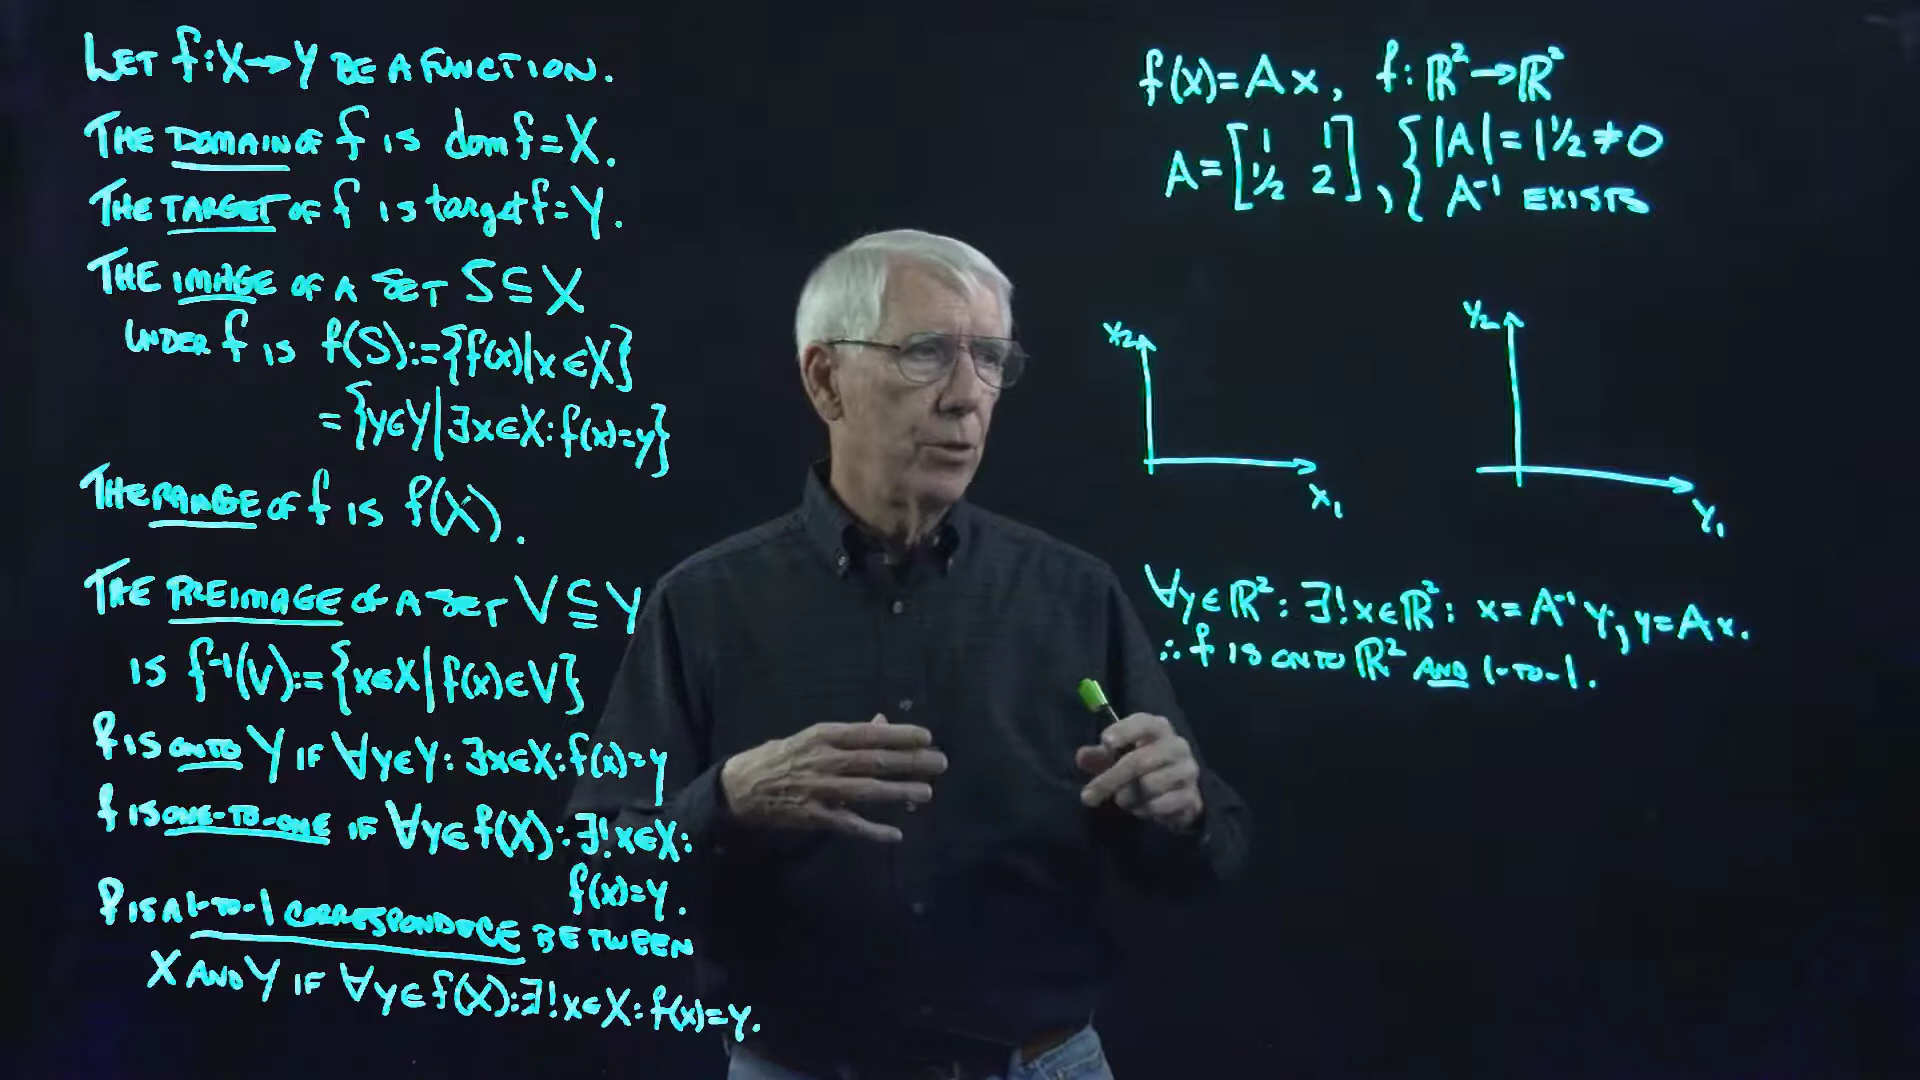 LET f:X→Y BE A FUNCTION.
THE DOMAIN OF f IS dom f=X.
THE TARGET OF f IS target f=Y.
THE IMAGE OF A SET S⊆X
UNDER f IS f(S):={f(x)|x∈X}
={y∈Y|∃x∈X:f(x)=y}
THE RANGE OF f IS f(X).
THE PREIMAGE OF A SET V⊆Y
IS f⁻¹(V):={x∈X|f(x)∈V}
f IS ONTO Y IF ∀y∈Y:∃x∈X:f(x)=y
f IS ONE-TO-ONE IF ∀y∈f(X):∃!x∈X:
f(x)=y.
f IS A 1-TO-1 CORRESPONDECE BETWEEN
X AND Y IF ∀y∈f(X):∃!x∈X:f(x)=y.
f(x)=Ax, f:ℝ²→ℝ²
A=[1 1; ½ 2], {|A|=1½≠0
A⁻¹ EXISTS
x₂
x₁
y₂
y₁
∀y∈ℝ²:∃!x∈ℝ²: x=A⁻¹y, y=Ax.
∴ f IS ONTO ℝ² AND 1-TO-1.